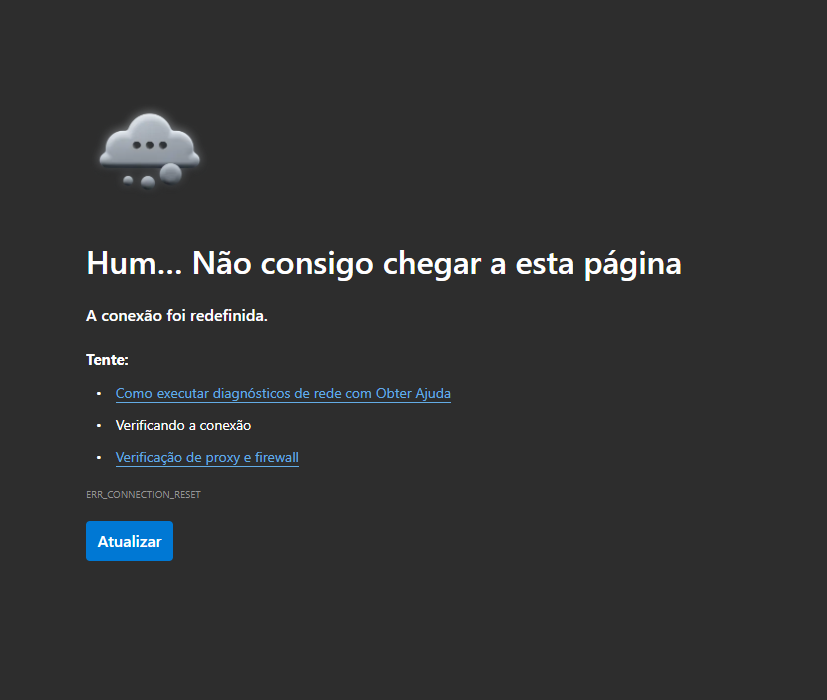 Hum... Não consigo chegar a esta página
A conexão foi redefinida.
Tente:
• Como executar diagnósticos de rede com Obter Ajuda
• Verificando a conexão
• Verificação de proxy e firewall
ERR_CONNECTION_RESET
Atualizar